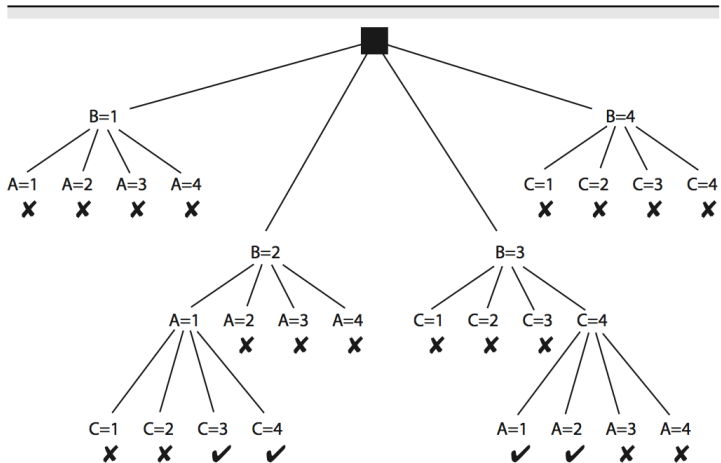 B=1 B=4
A=1 A=2 A=3 A=4 C=1 C=2 C=3 C=4
✘ ✘ ✘ ✘ ✘ ✘ ✘ ✘
B=2 B=3
A=1 A=2 A=3 A=4 C=1 C=2 C=3 C=4
✘ ✘ ✘ ✘ ✘ ✘
C=1 C=2 C=3 C=4 A=1 A=2 A=3 A=4
✘ ✘ ✔ ✔ ✔ ✔ ✘ ✘